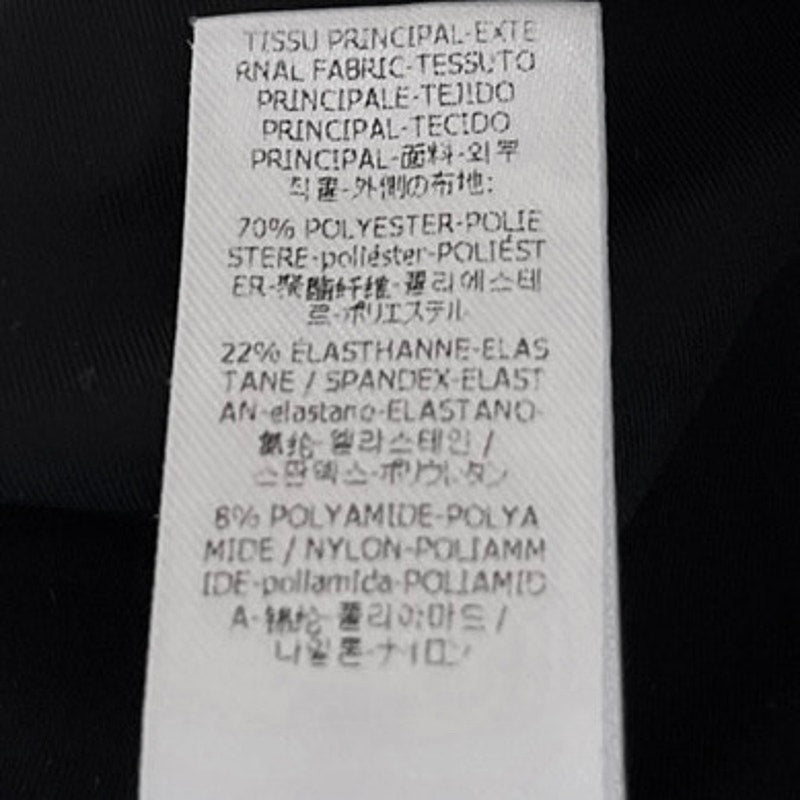 TISSU PRINCIPAL-EXTE
RNAL FABRIC-TESSUTO
PRINCIPALE-TEJIDO
PRINCIPAL-TECIDO
PRINCIPAL-面料-외부
직물-外側の布地:
70% POLYESTER-POLIE
STERE-poliéster-POLIÉST
ER-聚酯纤维-폴리에스테
르-ポリエステル
22% ÉLASTHANNE-ELAS
TANE / SPANDEX-ELAST
AN-elastano-ELASTANO-
氨纶-엘라스테인 /
스판덱스-ポリウレタン
8% POLYAMIDE-POLYA
MIDE / NYLON-POLIAMM
IDE-poliamida-POLIAMID
A-锦纶-폴리아마드 /
나일론-ナイロン